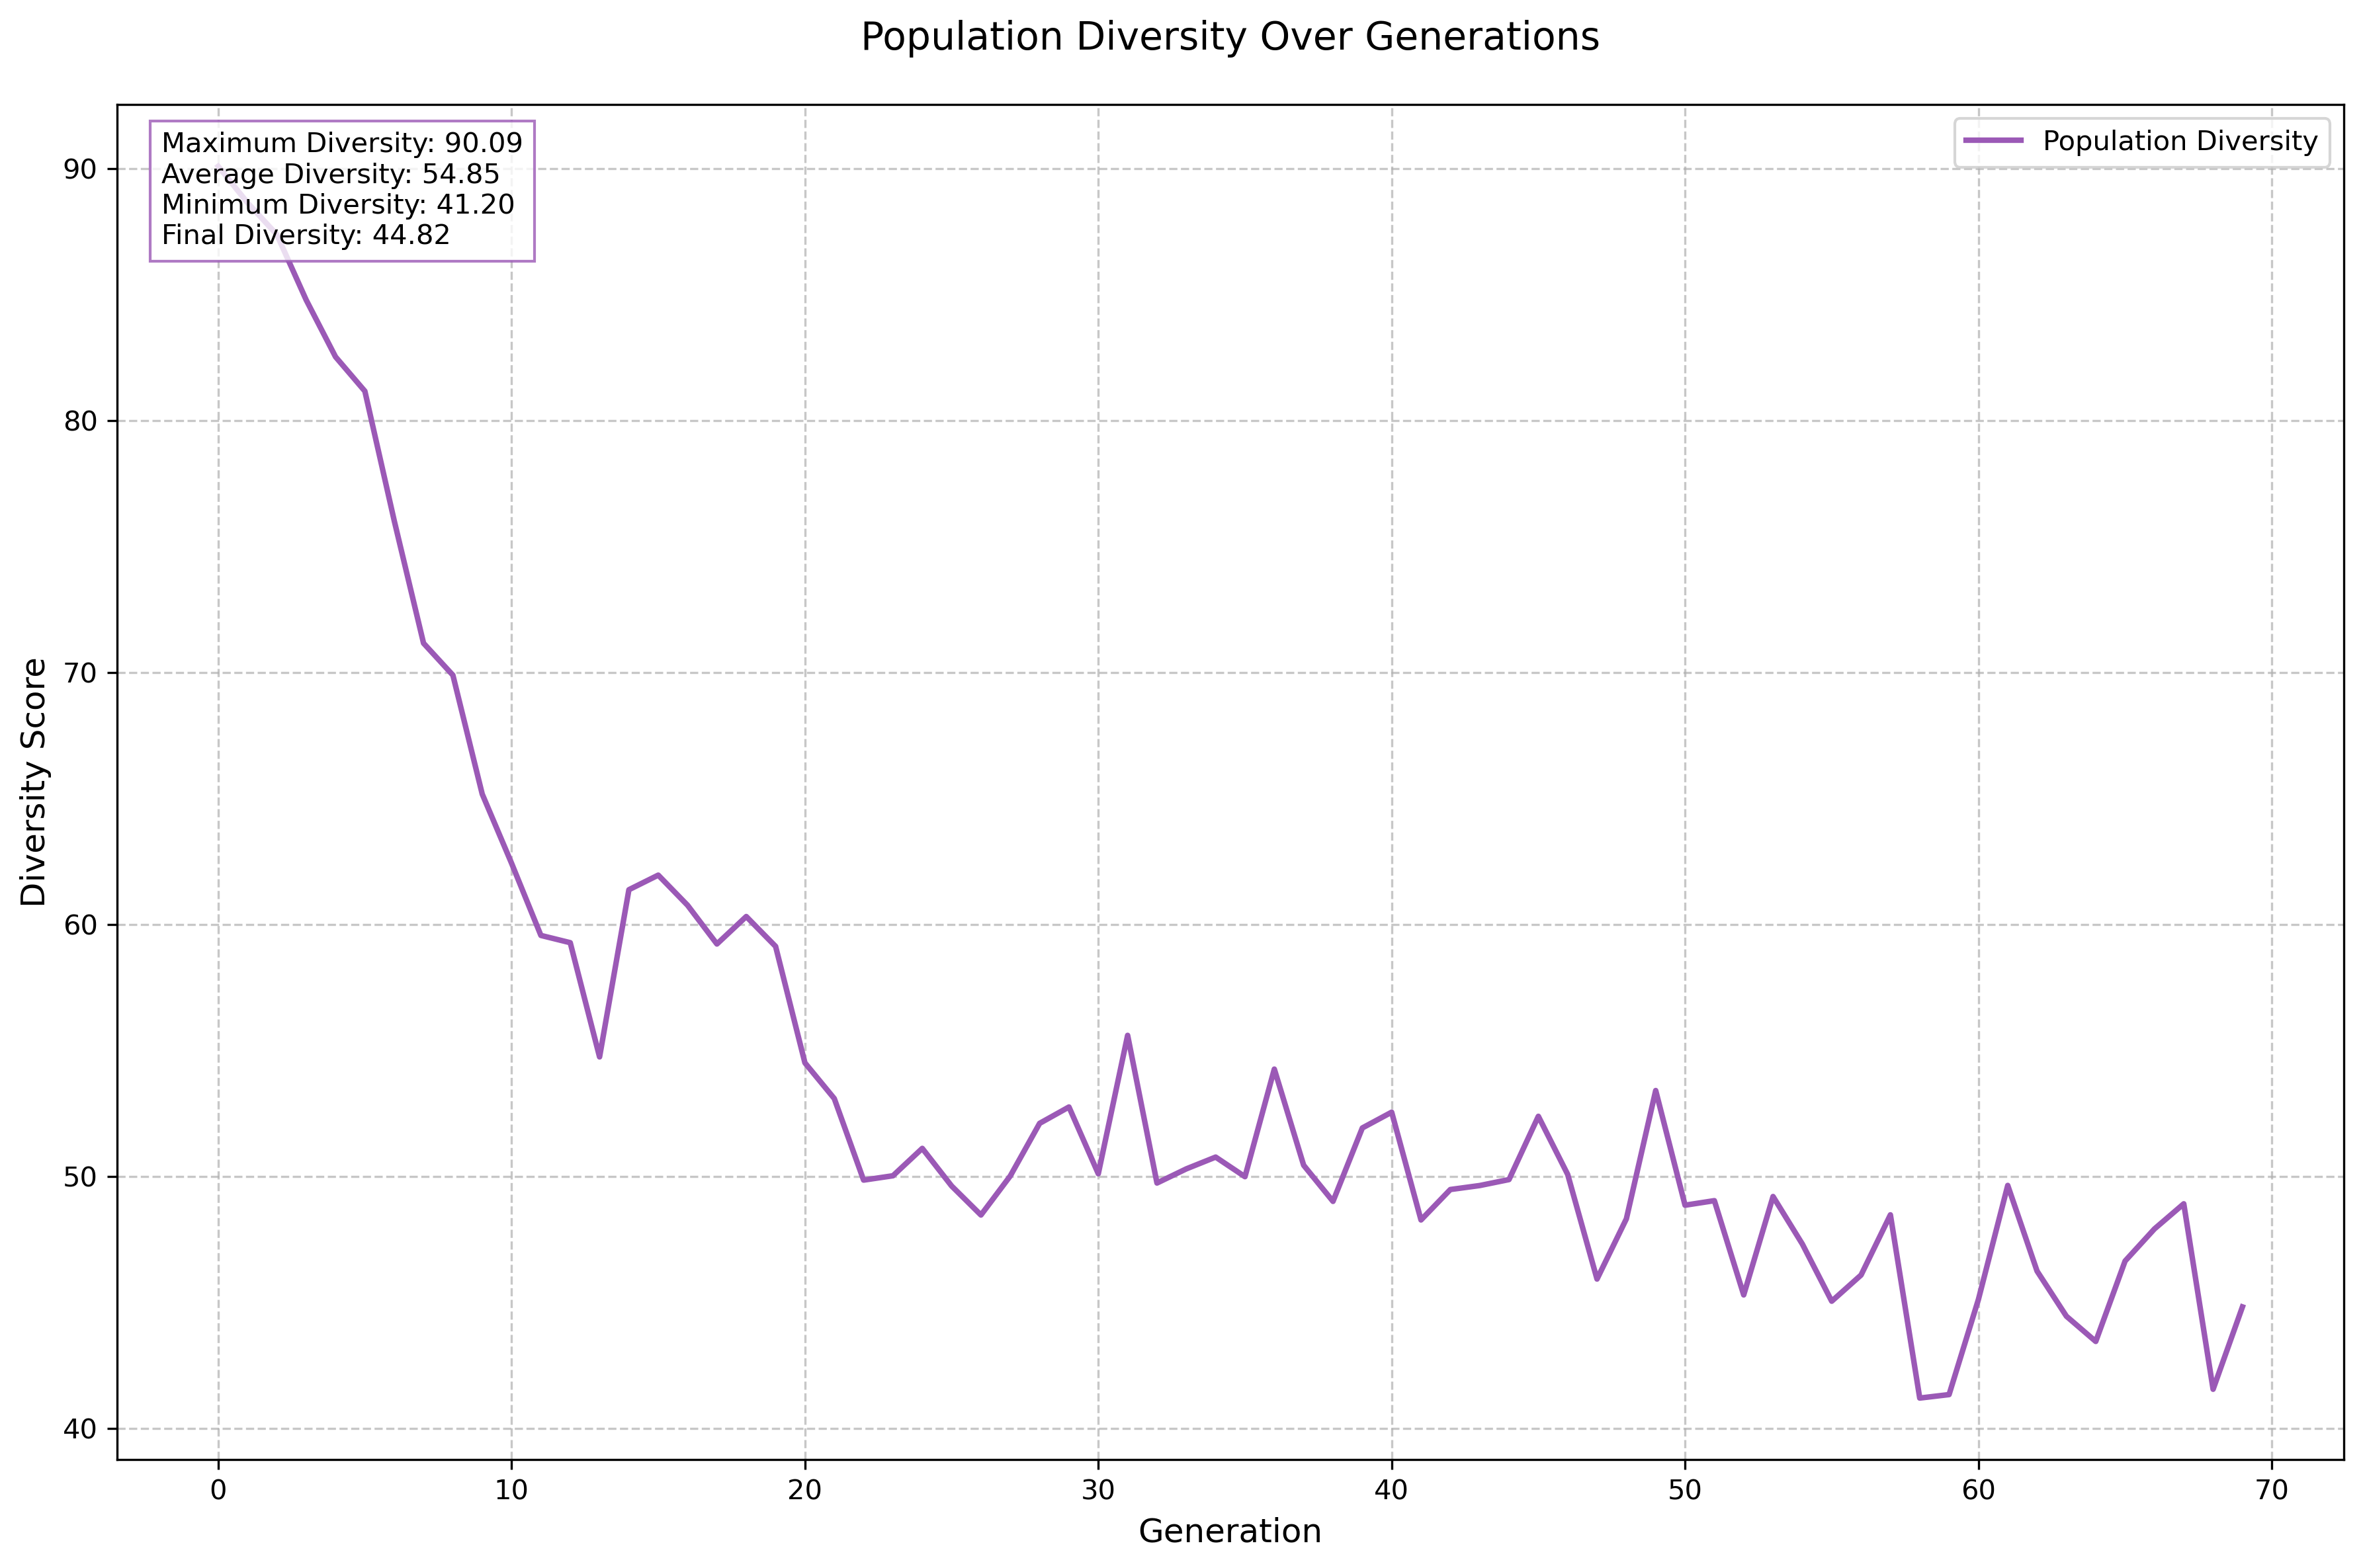 Population Diversity Over Generations
Maximum Diversity: 90.09
Average Diversity: 54.85
Minimum Diversity: 41.20
Final Diversity: 44.82
Population Diversity
Diversity Score
90
80
70
60
50
40
0 10 20 30 40 50 60 70
Generation